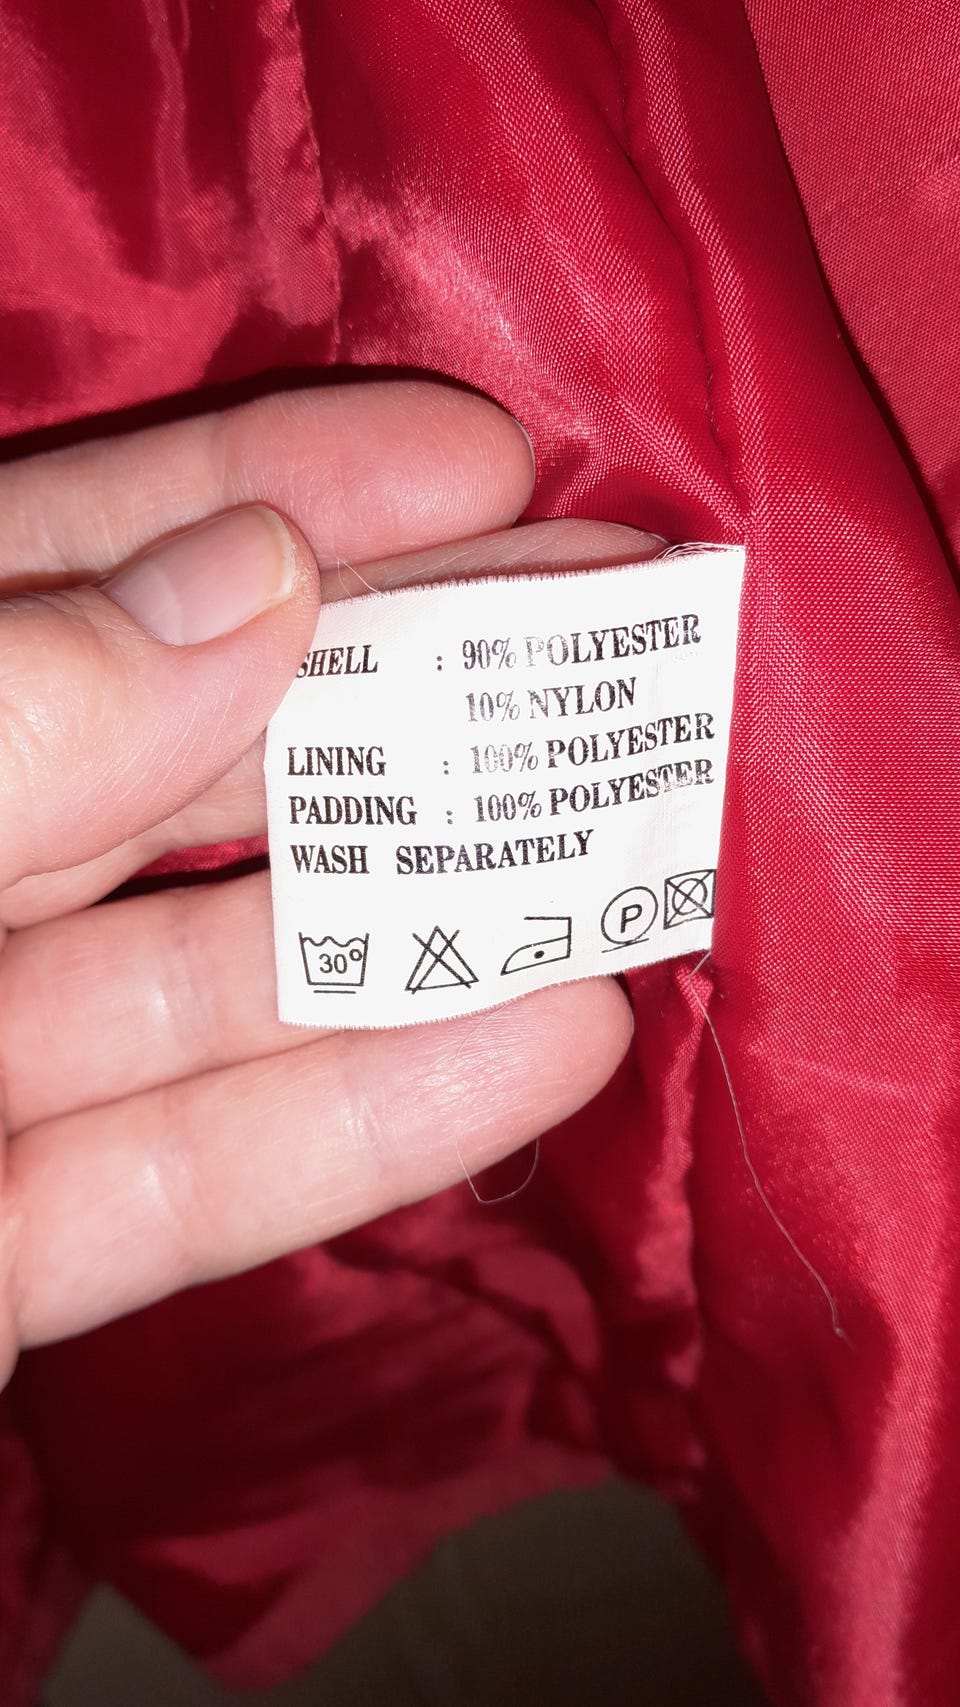 SHELL : 90% POLYESTER
10% NYLON
LINING : 100% POLYESTER
PADDING : 100% POLYESTER
WASH SEPARATELY
30° P